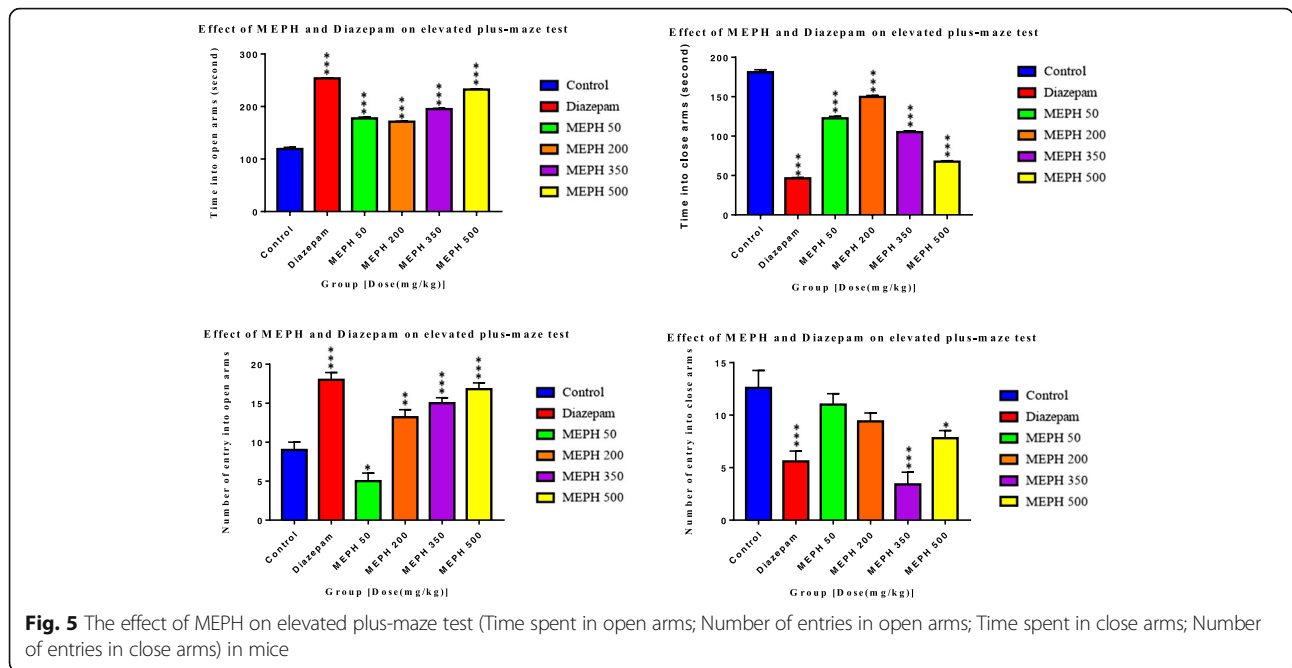 Effect of MEPH and Diazepam on elevated plus-maze test
Time into open arms (second)
300
200
100
0
***
***
***
***
***
Control
Diazepam
MEPH 50
MEPH 200
MEPH 350
MEPH 500
Group [Dose(mg/kg)]
Control
Diazepam
MEPH 50
MEPH 200
MEPH 350
MEPH 500
Effect of MEPH and Diazepam on elevated plus-maze test
Time into close arms (second)
200
150
100
50
0
***
***
***
***
***
Control
Diazepam
MEPH 50
MEPH 200
MEPH 350
MEPH 500
Group [Dose(mg/kg)]
Control
Diazepam
MEPH 50
MEPH 200
MEPH 350
MEPH 500
Effect of MEPH and Diazepam on elevated plus-maze test
Number of entry into open arms
20
15
10
5
0
***
*
**
***
***
Control
Diazepam
MEPH 50
MEPH 200
MEPH 350
MEPH 500
Group [Dose(mg/kg)]
Control
Diazepam
MEPH 50
MEPH 200
MEPH 350
MEPH 500
Effect of MEPH and Diazepam on elevated plus-maze test
Number of entry into close arms
15
10
5
0
***
***
*
Control
Diazepam
MEPH 50
MEPH 200
MEPH 350
MEPH 500
Group [Dose(mg/kg)]
Control
Diazepam
MEPH 50
MEPH 200
MEPH 350
MEPH 500
Fig. 5 The effect of MEPH on elevated plus-maze test (Time spent in open arms; Number of entries in open arms; Time spent in close arms; Number
of entries in close arms) in mice